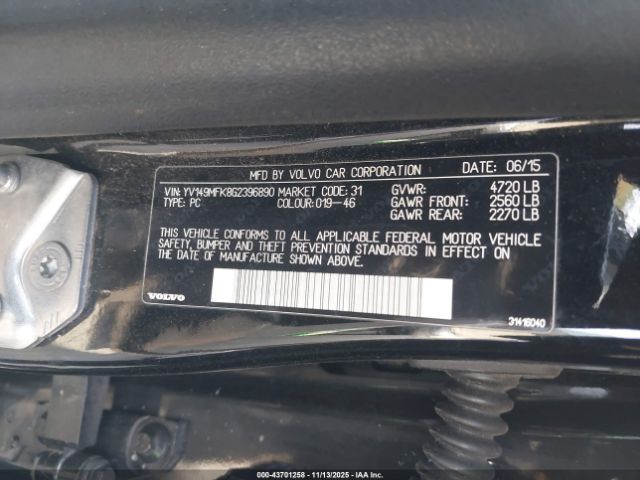 MFD BY VOLVO CAR CORPORATION DATE: 06/15
VIN: YV149MFK8G2396890 MARKET CODE: 31 GVWR: 4720 LB
TYPE: PC COLOUR: 019-46 GAWR FRONT: 2560 LB
GAWR REAR: 2270 LB
THIS VEHICLE CONFORMS TO ALL APPLICABLE FEDERAL MOTOR VEHICLE
SAFETY, BUMPER AND THEFT PREVENTION STANDARDS IN EFFECT ON
THE DATE OF MANUFACTURE SHOWN ABOVE.
VOLVO
31416040
000-43701258 - 11/13/2025 - IAAI.COM